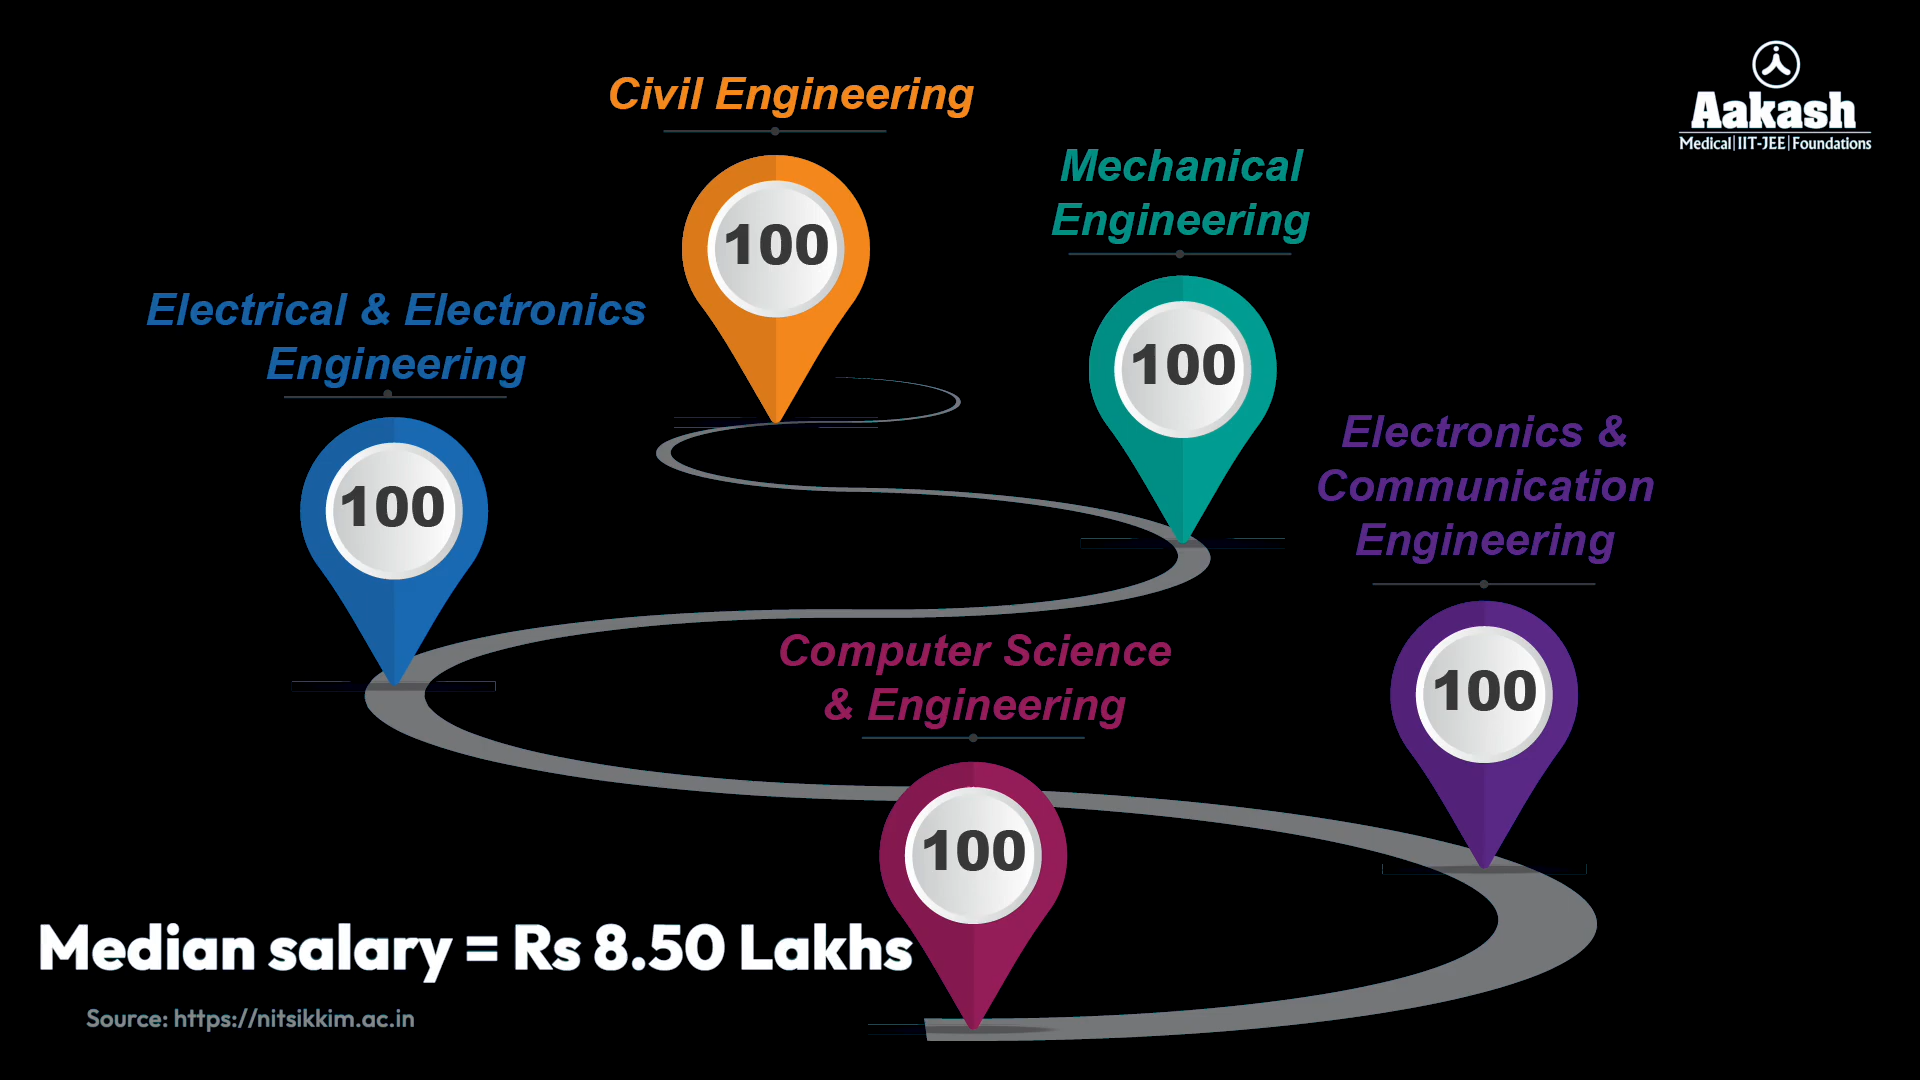 Civil Engineering
100
Aakash
Medical|IIT-JEE|Foundations
Mechanical
Engineering
100
Electrical & Electronics
Engineering
100
Electronics &
Communication
Engineering
100
Computer Science
& Engineering
100
Median salary = Rs 8.50 Lakhs
Source: https://nitsikkim.ac.in